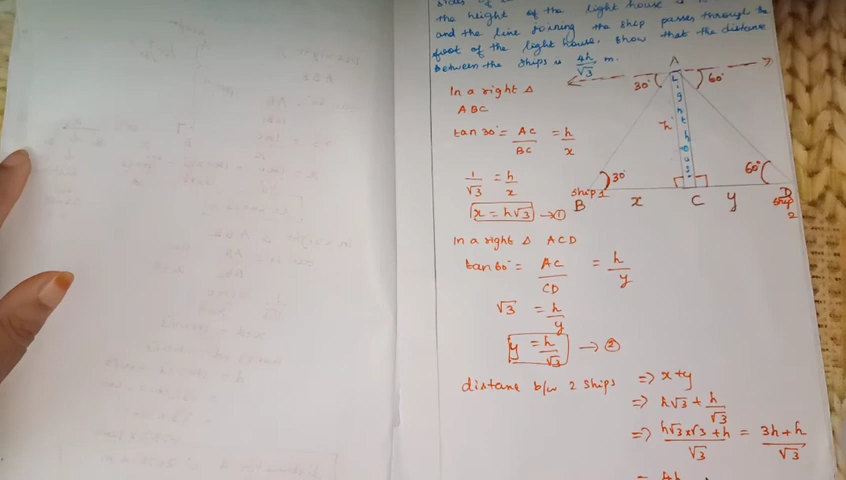 the height of the light house is
and the line joining the ship passes through the
foot of the light house. show that the distance
between the ships is 4h/√3 m.
In a right Δ
ABC
tan 30° = AC/BC = h/x
1/√3 = h/x
x = h√3 → ①
In a right Δ ACD
tan 60° = AC/CD = h/y
√3 = h/y
y = h/√3 → ②
distane b/w 2 ships => x+y
=> h√3 + h/√3
=> h√3×√3 + h/√3 = 3h+h/√3
= 4h
A
30° 60°
Light house
h
30° 60°
ship 1
B x C y D
ship
2